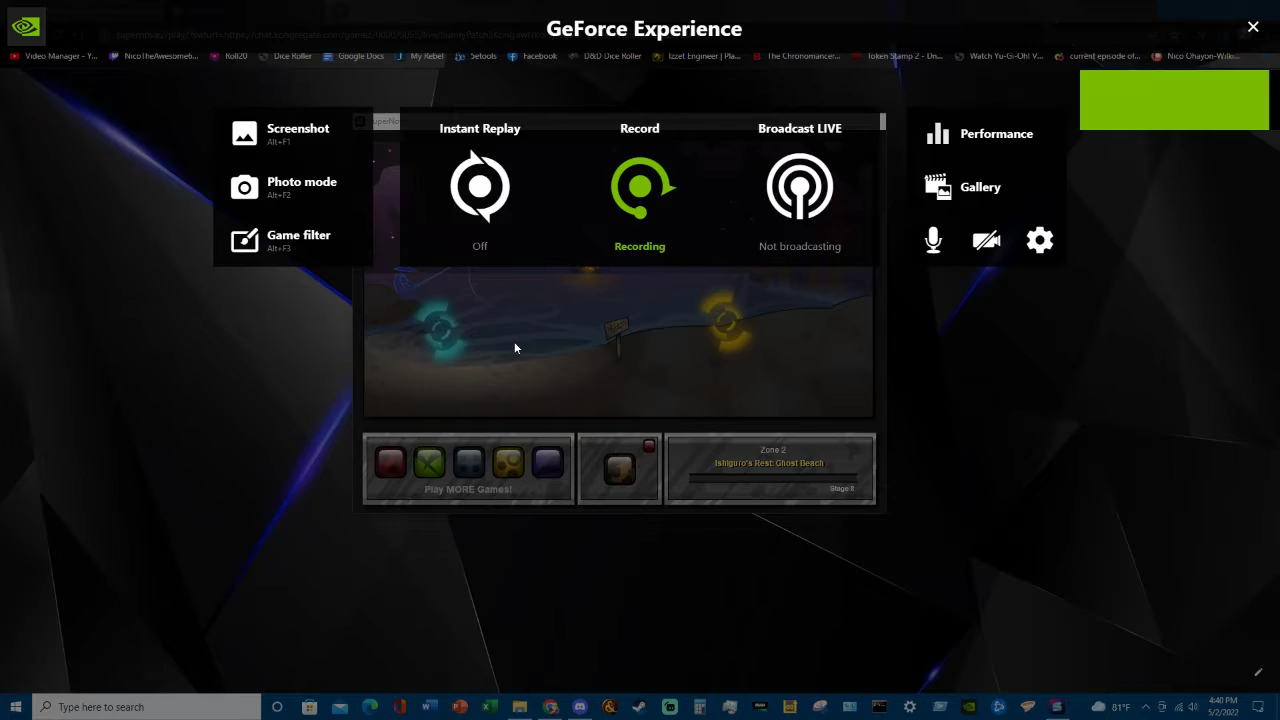 GeForce Experience
Video Manager - Y...
NicoTheAwesom6...
Roll20
Dice Roller
Google Docs
My Rebel
5etools
Facebook
D&D Dice Roller
Izzet Engineer | Pla...
The Chronomancer...
Token Stamp 2 - Dn...
Watch Yu-Gi-Oh! V...
current episode of...
Nico Ohayon-Wilki...
Screenshot
Alt+F1
Photo mode
Alt+F2
Game filter
Alt+F3
Instant Replay
Off
Record
Recording
Broadcast LIVE
Not broadcasting
Performance
Gallery
Play MORE Games!
Zone 2
Ishiguro's Rest: Ghost Beach
Stage 8
Type here to search
81°F
4:40 PM
5/2/2022